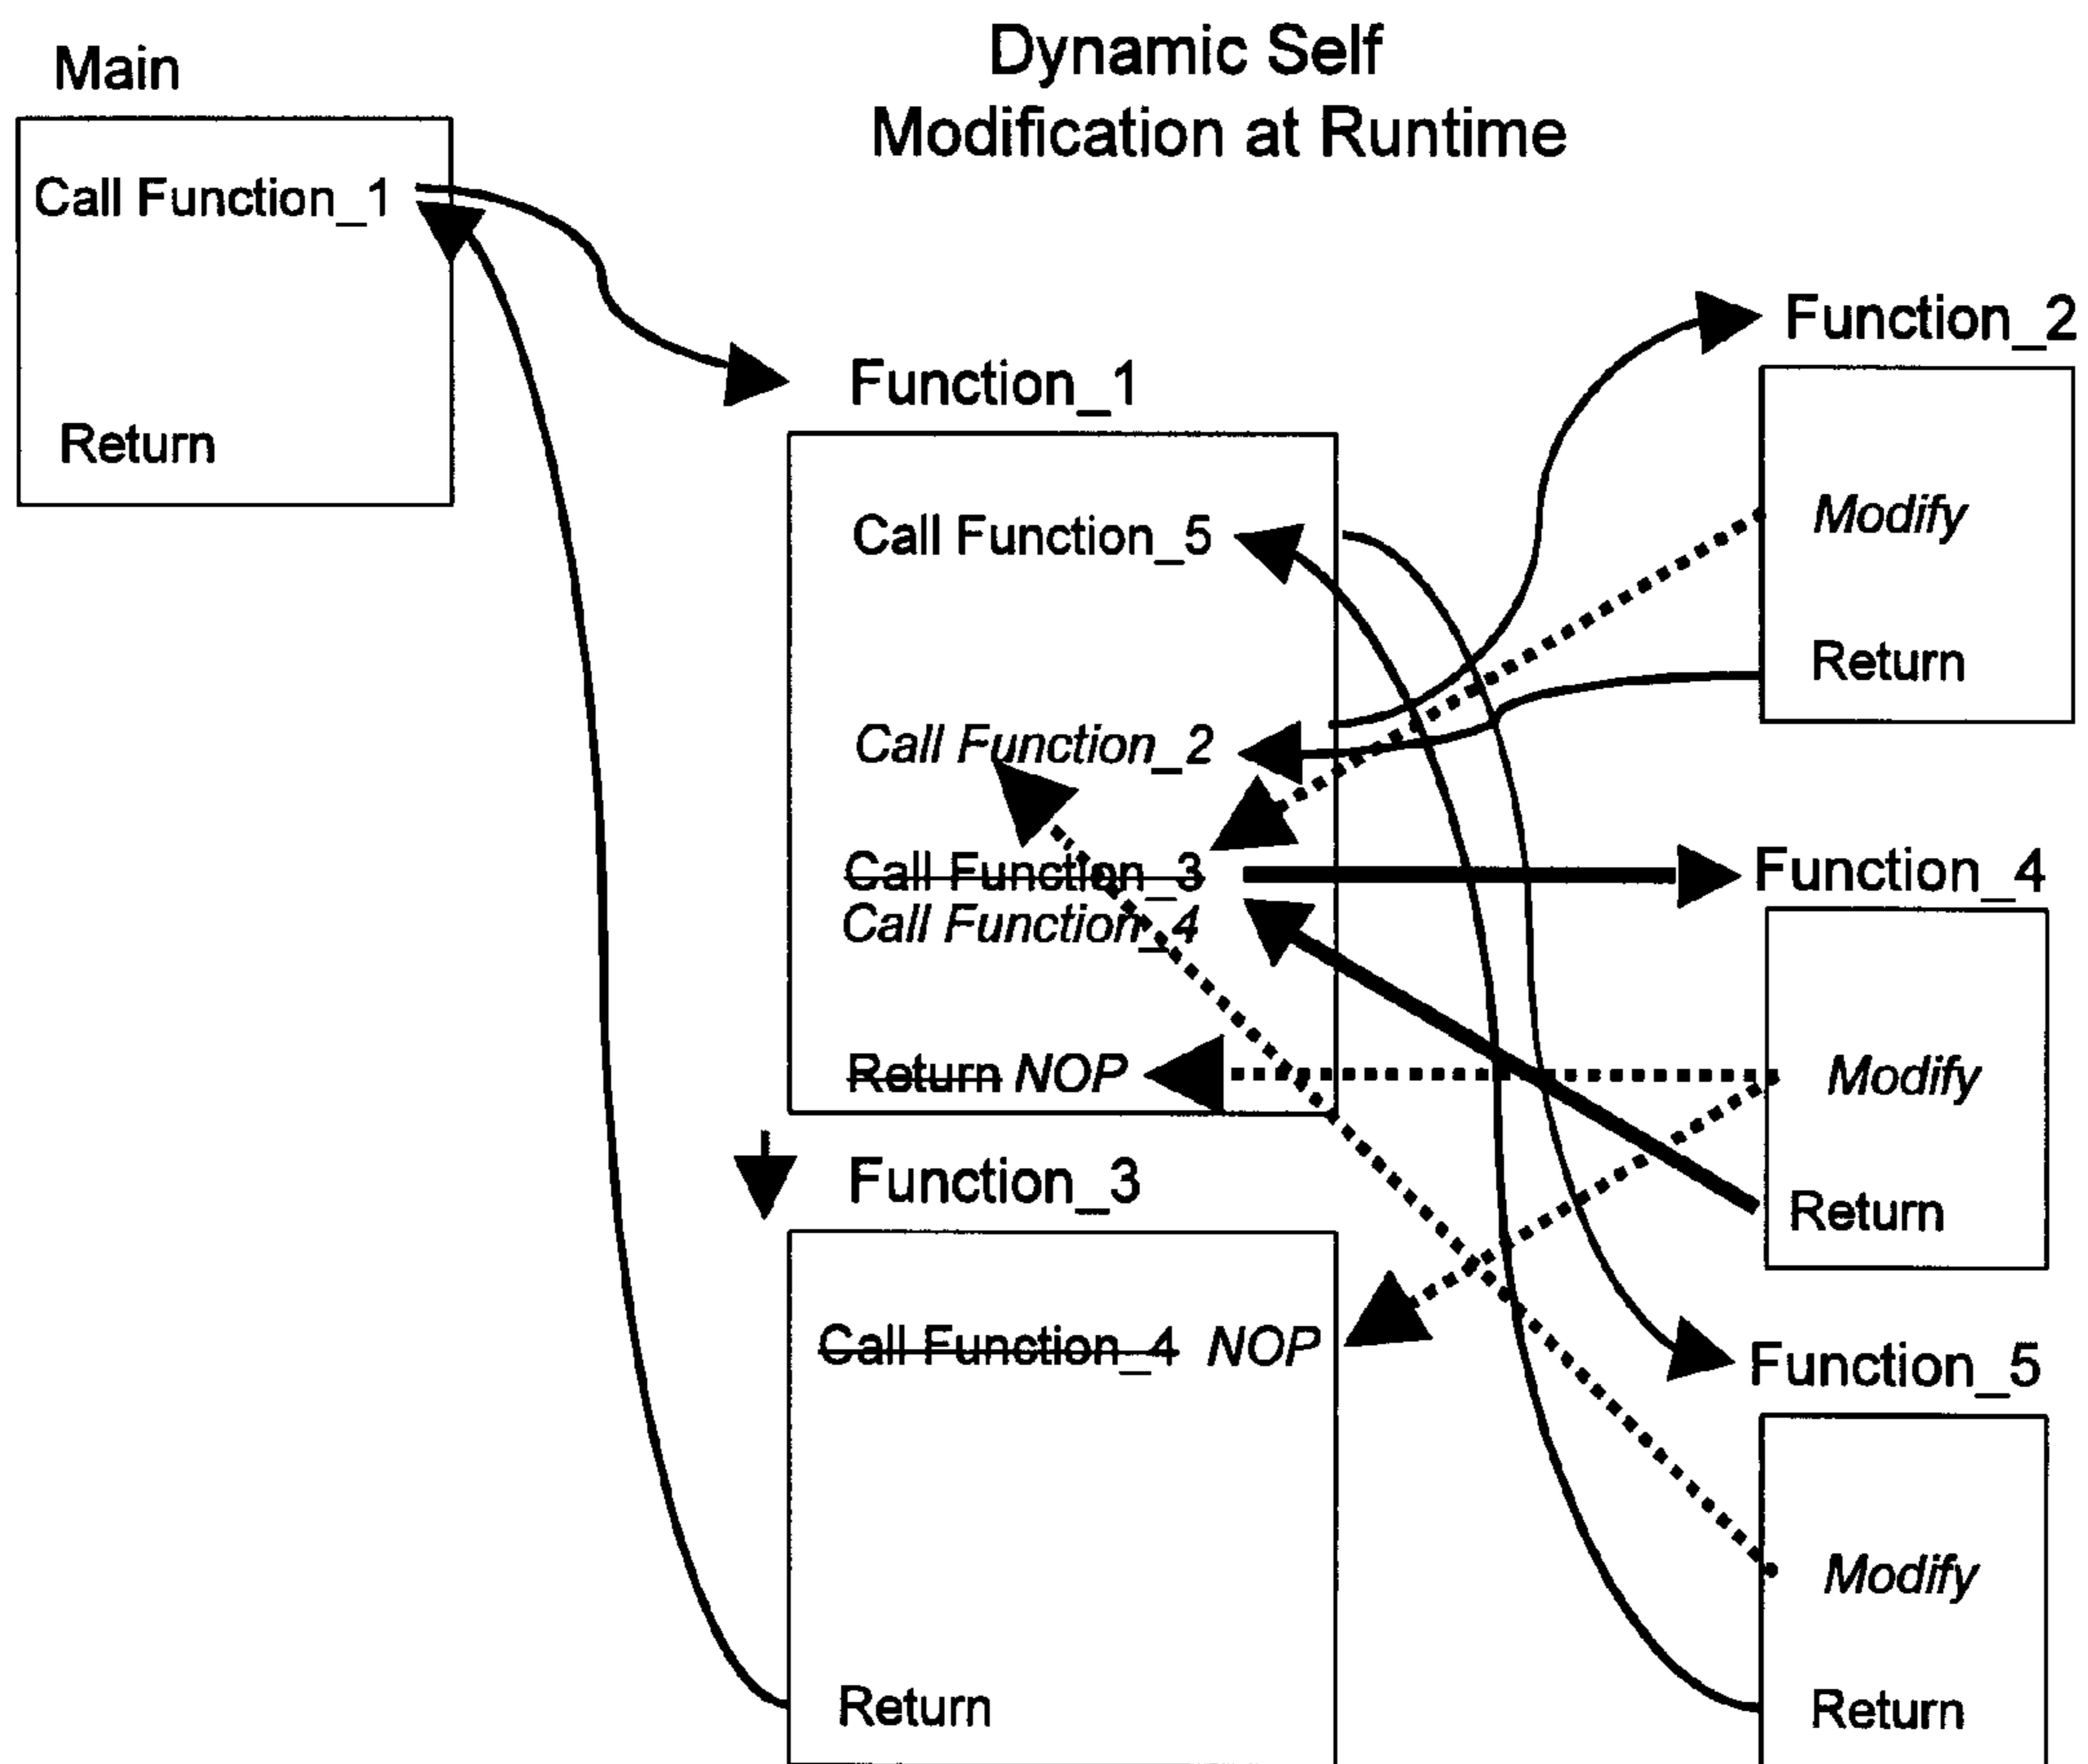 Dynamic Self
Modification at Runtime
Main
Call Function_1
Return
Function_1
Call Function_5
Call Function_2
Call Function_3
Call Function_4
Return NOP
Function_3
Call Function_4 NOP
Return
Function_2
Modify
Return
Function_4
Modify
Return
Function_5
Modify
Return